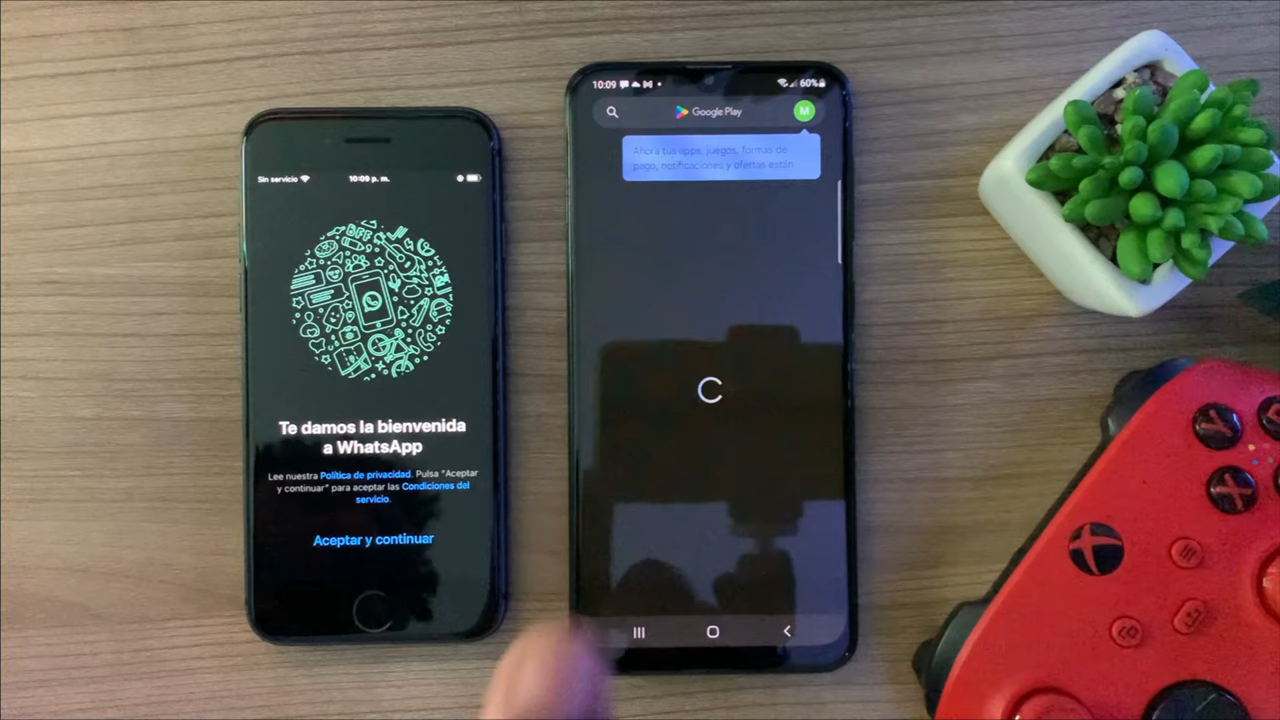 Sin servicio
10:09 p. m.
Te damos la bienvenida
a WhatsApp
Lee nuestra Política de privacidad. Pulsa "Aceptar
y continuar" para aceptar las Condiciones del
servicio.
Aceptar y continuar
10:09
60%
Google Play
M
Ahora tus apps, juegos, formas de
pago, notificaciones y ofertas están
Y
X
BFF